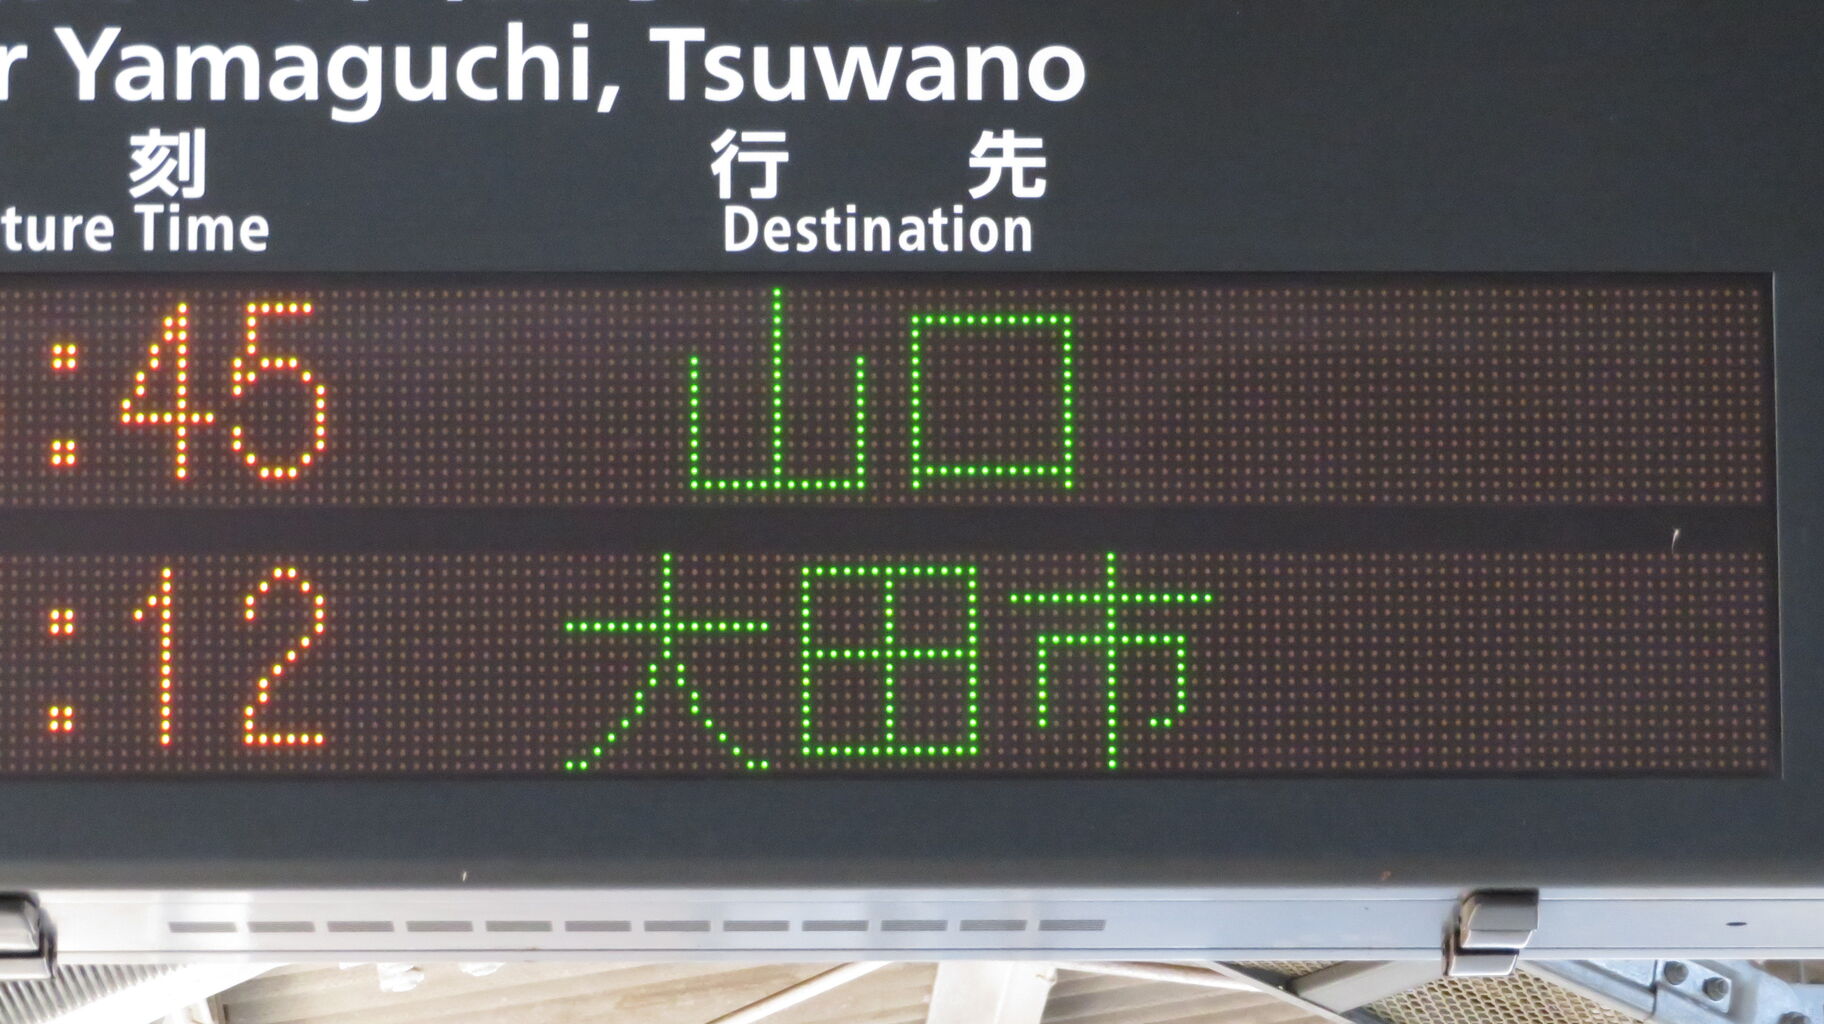 r Yamaguchi, Tsuwano
刻 行先
ture Time Destination
:45 山口
:12 大田市